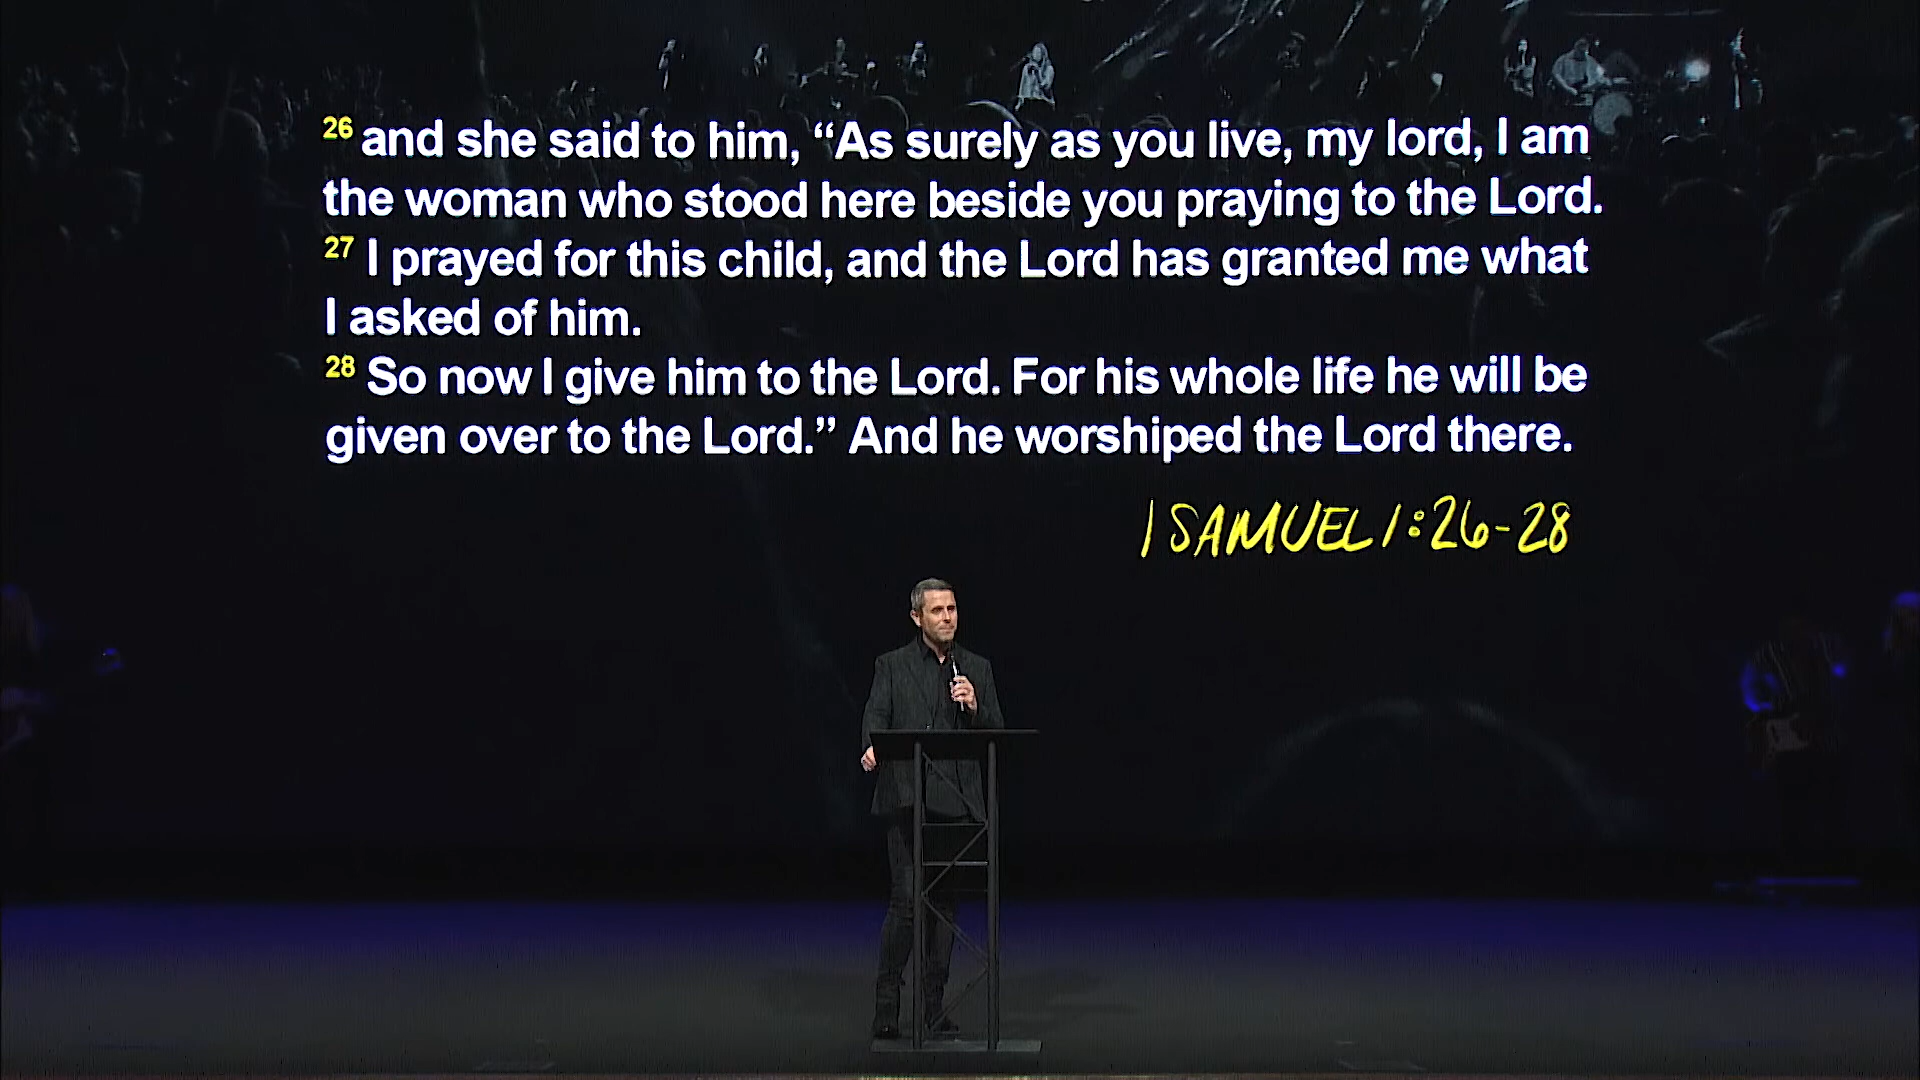 26 and she said to him, “As surely as you live, my lord, I am
the woman who stood here beside you praying to the Lord.
27 I prayed for this child, and the Lord has granted me what
I asked of him.
28 So now I give him to the Lord. For his whole life he will be
given over to the Lord.” And he worshiped the Lord there.
1 SAMUEL 1:26-28